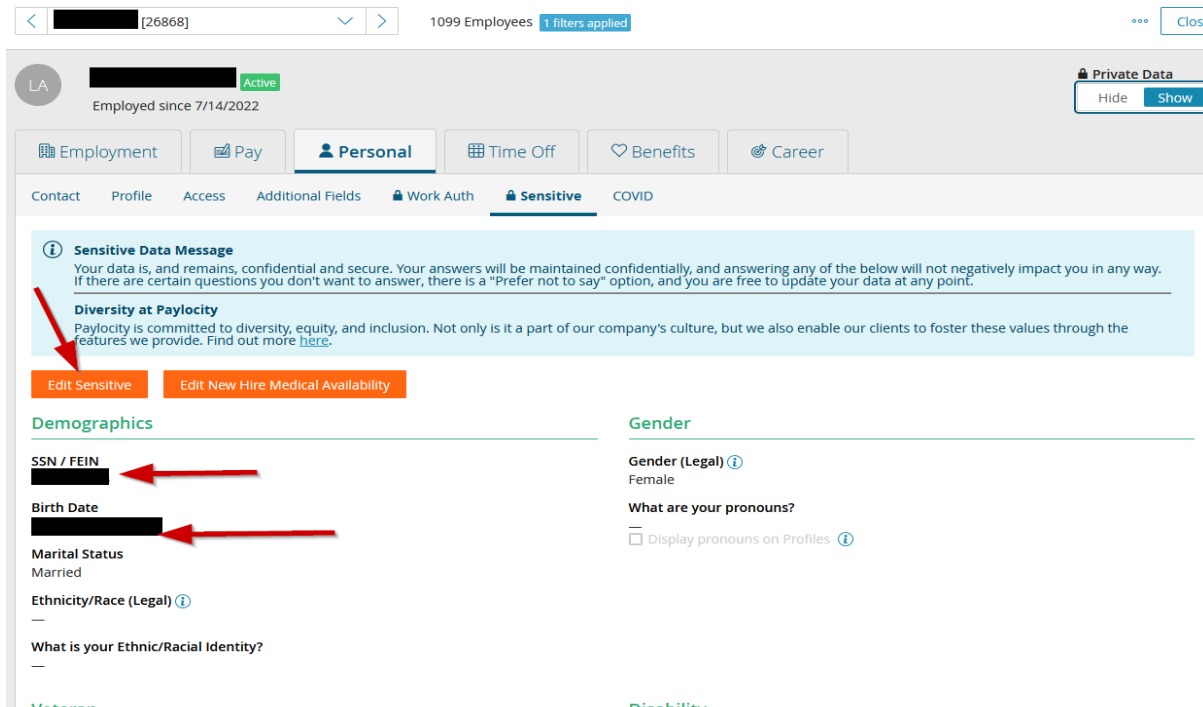 [26868]
1099 Employees 1 filters applied
Clos
LA
Active
Employed since 7/14/2022
Private Data
Hide Show
Employment Pay Personal Time Off Benefits Career
Contact Profile Access Additional Fields Work Auth Sensitive COVID
Sensitive Data Message
Your data is, and remains, confidential and secure. Your answers will be maintained confidentially, and answering any of the below will not negatively impact you in any way.
If there are certain questions you don't want to answer, there is a "Prefer not to say" option, and you are free to update your data at any point.
Diversity at Paylocity
Paylocity is committed to diversity, equity, and inclusion. Not only is it a part of our company's culture, but we also enable our clients to foster these values through the
features we provide. Find out more here.
Edit Sensitive Edit New Hire Medical Availability
Demographics
SSN / FEIN
Birth Date
Marital Status
Married
Ethnicity/Race (Legal)
—
What is your Ethnic/Racial Identity?
—
Gender
Gender (Legal)
Female
What are your pronouns?
—
Display pronouns on Profiles